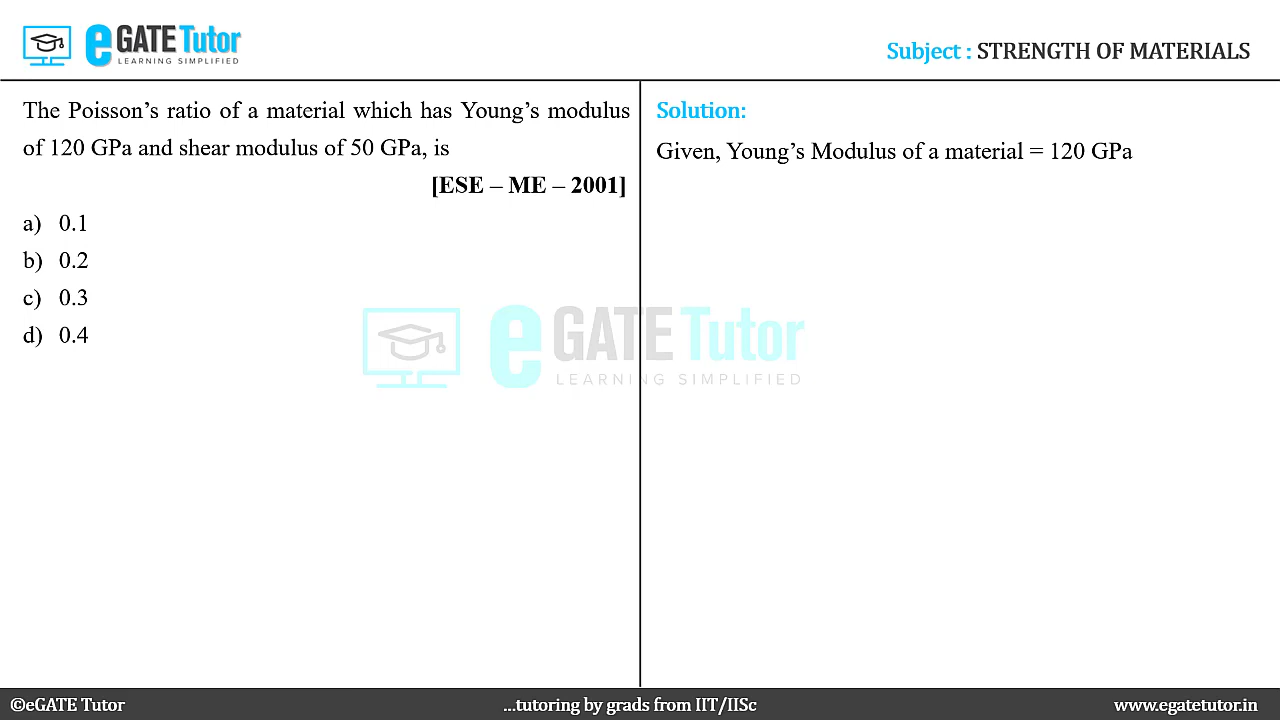 eGATE Tutor
LEARNING SIMPLIFIED
Subject : STRENGTH OF MATERIALS
The Poisson’s ratio of a material which has Young’s modulus
of 120 GPa and shear modulus of 50 GPa, is
[ESE – ME – 2001]
a) 0.1
b) 0.2
c) 0.3
d) 0.4
Solution:
Given, Young’s Modulus of a material = 120 GPa
eGATE Tutor
LEARNING SIMPLIFIED
©eGATE Tutor
...tutoring by grads from IIT/IISc
www.egatetutor.in